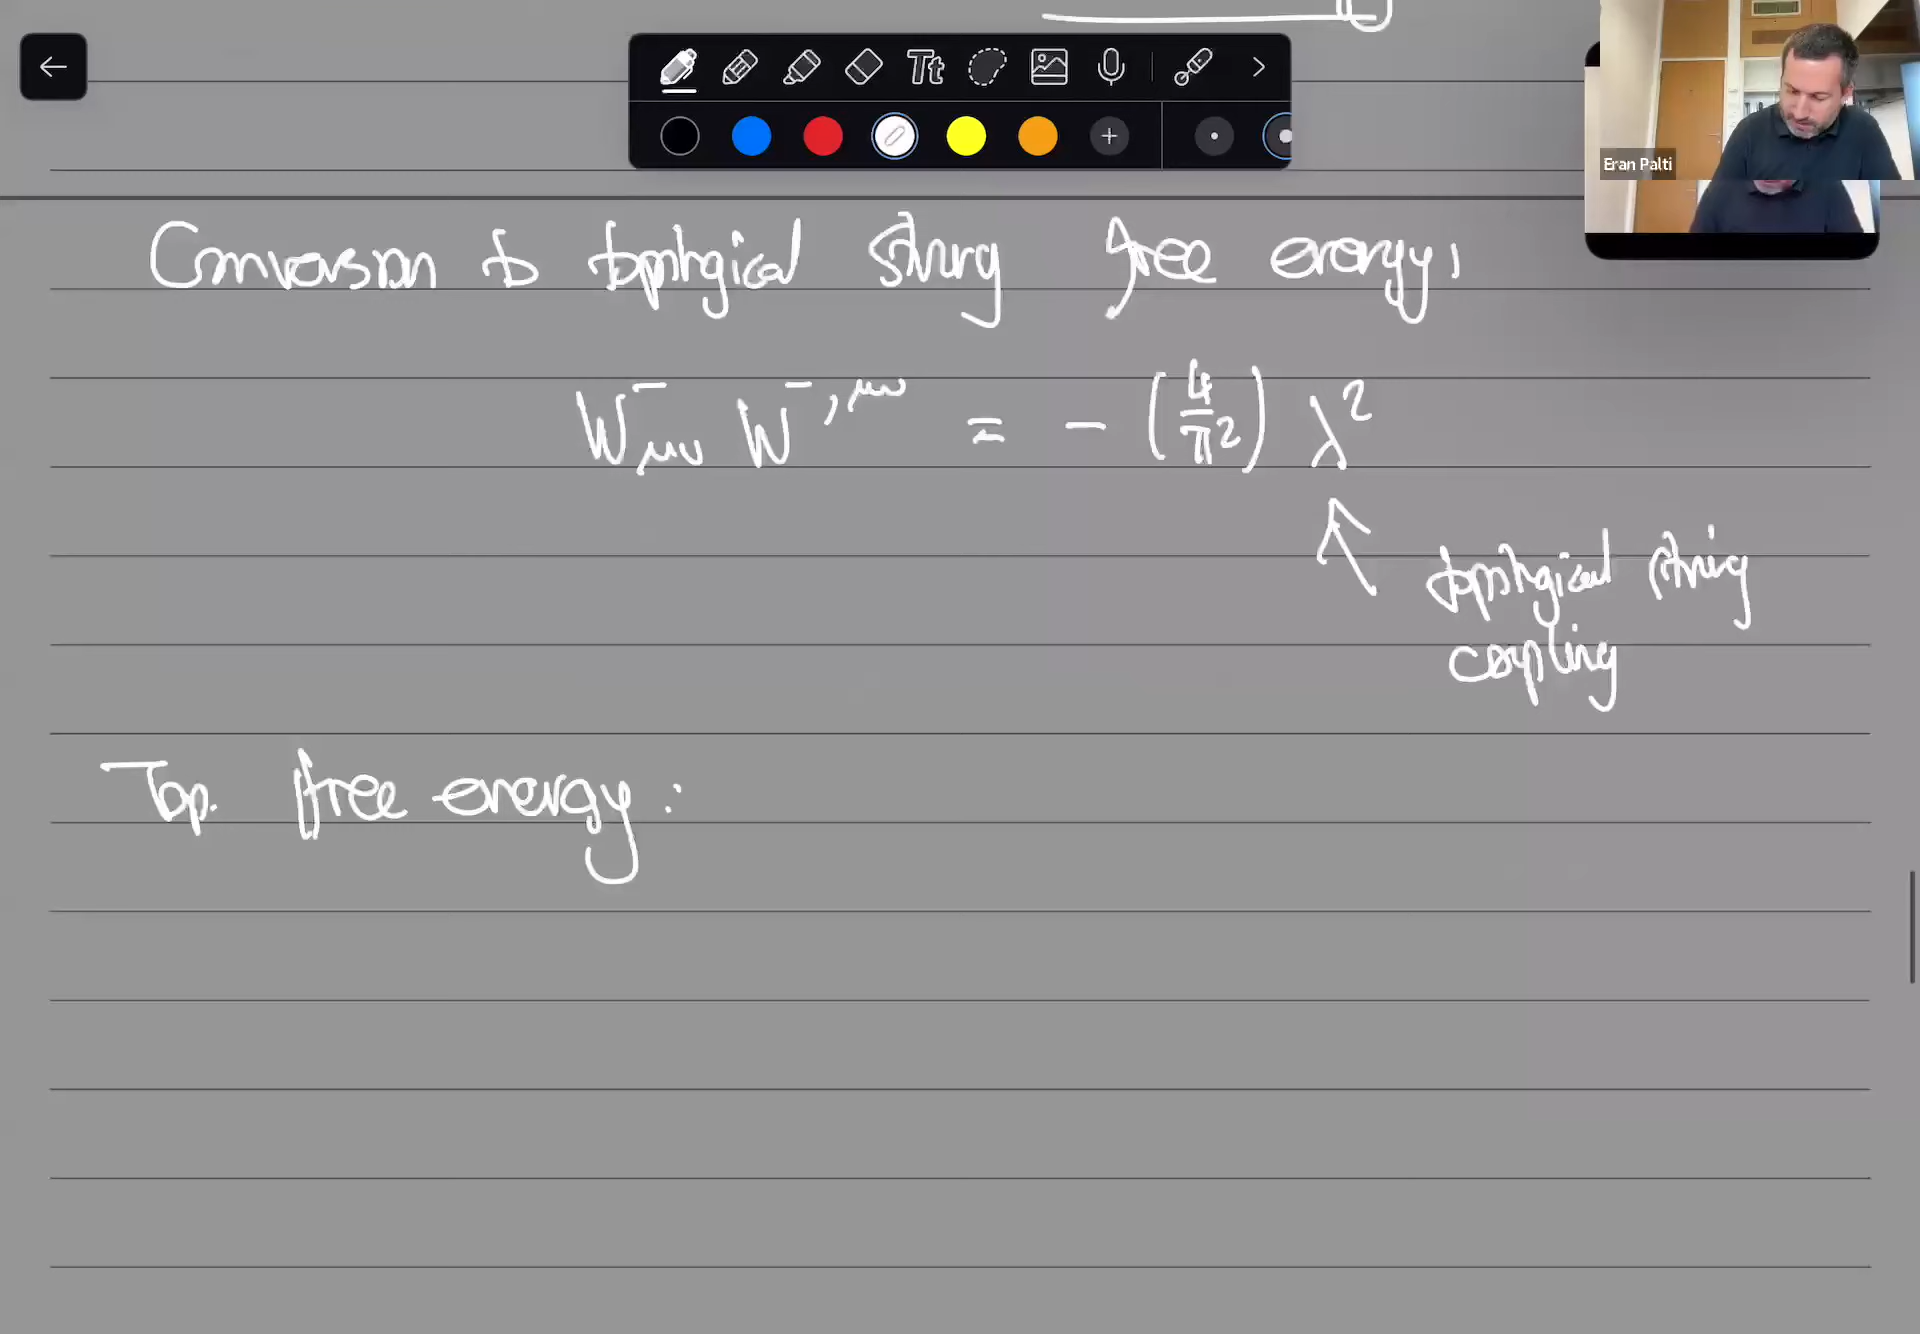 Tt
Eran Palti
Conversion to topological string free energy:
W⁻_μν W⁻,^μν = - (4/π²) λ²
topological string
coupling
Top. free energy: